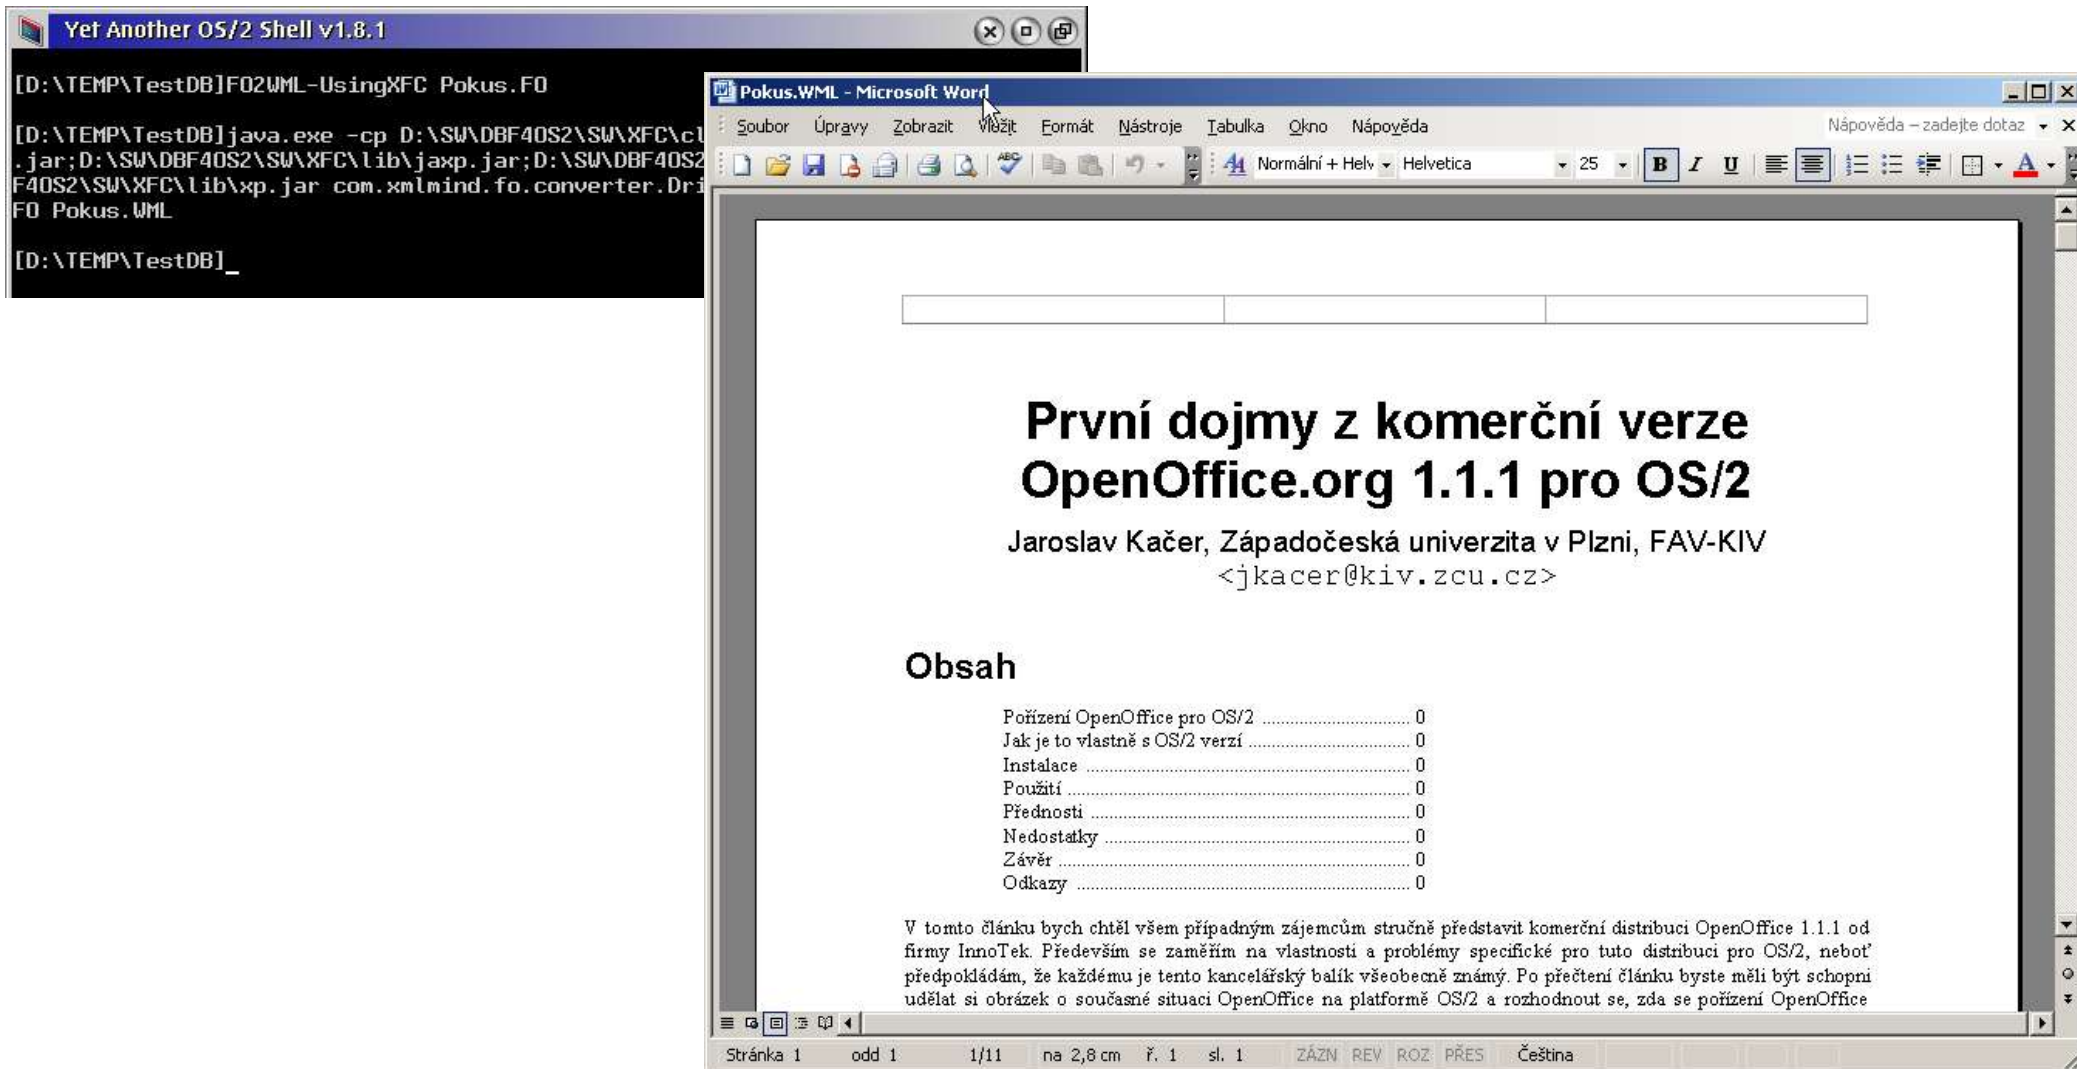 Yet Another OS/2 Shell v1.8.1
[D:\TEMP\TestDB]FO2WML-UsingXFC Pokus.FO
[D:\TEMP\TestDB]java.exe -cp D:\SW\DBF4OS2\SW\XFC\cl
.jar;D:\SW\DBF4OS2\SW\XFC\lib\jaxp.jar;D:\SW\DBF4OS2
F4OS2\SW\XFC\lib\xp.jar com.xmlmind.fo.converter.Dri
FO Pokus.WML
[D:\TEMP\TestDB]_
Pokus.WML - Microsoft Word
Soubor Úpravy Zobrazit Vložit Formát Nástroje Tabulka Okno Nápověda Nápověda – zadejte dotaz
Normální + Helv Helvetica 25 B I U A
První dojmy z komerční verze
OpenOffice.org 1.1.1 pro OS/2
Jaroslav Kačer, Západočeská univerzita v Plzni, FAV-KIV
<jkacer@kiv.zcu.cz>
Obsah
Pořízení OpenOffice pro OS/2 ................................ 0
Jak je to vlastně s OS/2 verzí ................................ 0
Instalace ................................ 0
Použití ................................ 0
Přednosti ................................ 0
Nedostatky ................................ 0
Závěr ................................ 0
Odkazy ................................ 0
V tomto článku bych chtěl všem případným zájemcům stručně představit komerční distribuci OpenOffice 1.1.1 od
firmy InnoTek. Především se zaměřím na vlastnosti a problémy specifické pro tuto distribuci pro OS/2, neboť
předpokládám, že každému je tento kancelářský balík všeobecně známý. Po přečtení článku byste měli být schopni
udělat si obrázek o současné situaci OpenOffice na platformě OS/2 a rozhodnout se, zda se pořízení OpenOffice
Stránka 1 odd 1 1/11 na 2,8 cm ř. 1 sl. 1 ZÁZN REV ROZ PŘES Čeština